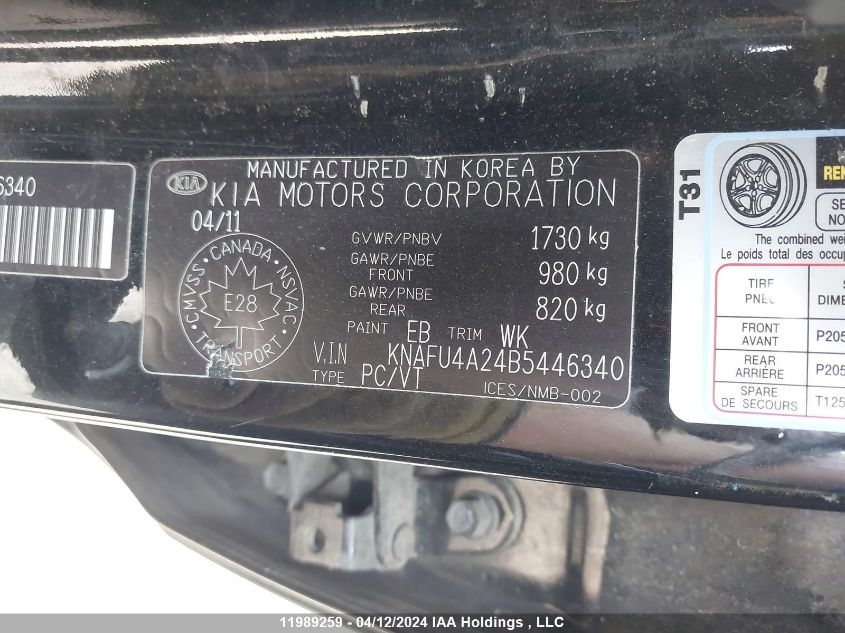 6340
MANUFACTURED IN KOREA BY
KIA KIA MOTORS CORPORATION
04/11
GVWR/PNBV 1730 kg
GAWR/PNBE FRONT 980 kg
GAWR/PNBE REAR 820 kg
PAINT EB TRIM WK
V.I.N KNAFU4A24B5446340
TYPE PC/VT
ICES/NMB-002
CANADA
CMVSS NSVAC
E28
TRANSPORT
T31
The combined wei
Le poids total des occup
TIRE
PNEU
DIME
FRONT
AVANT P205
REAR
ARRIÈRE P205
SPARE
DE SECOURS T125
11989259 - 04/12/2024 IAA Holdings , LLC